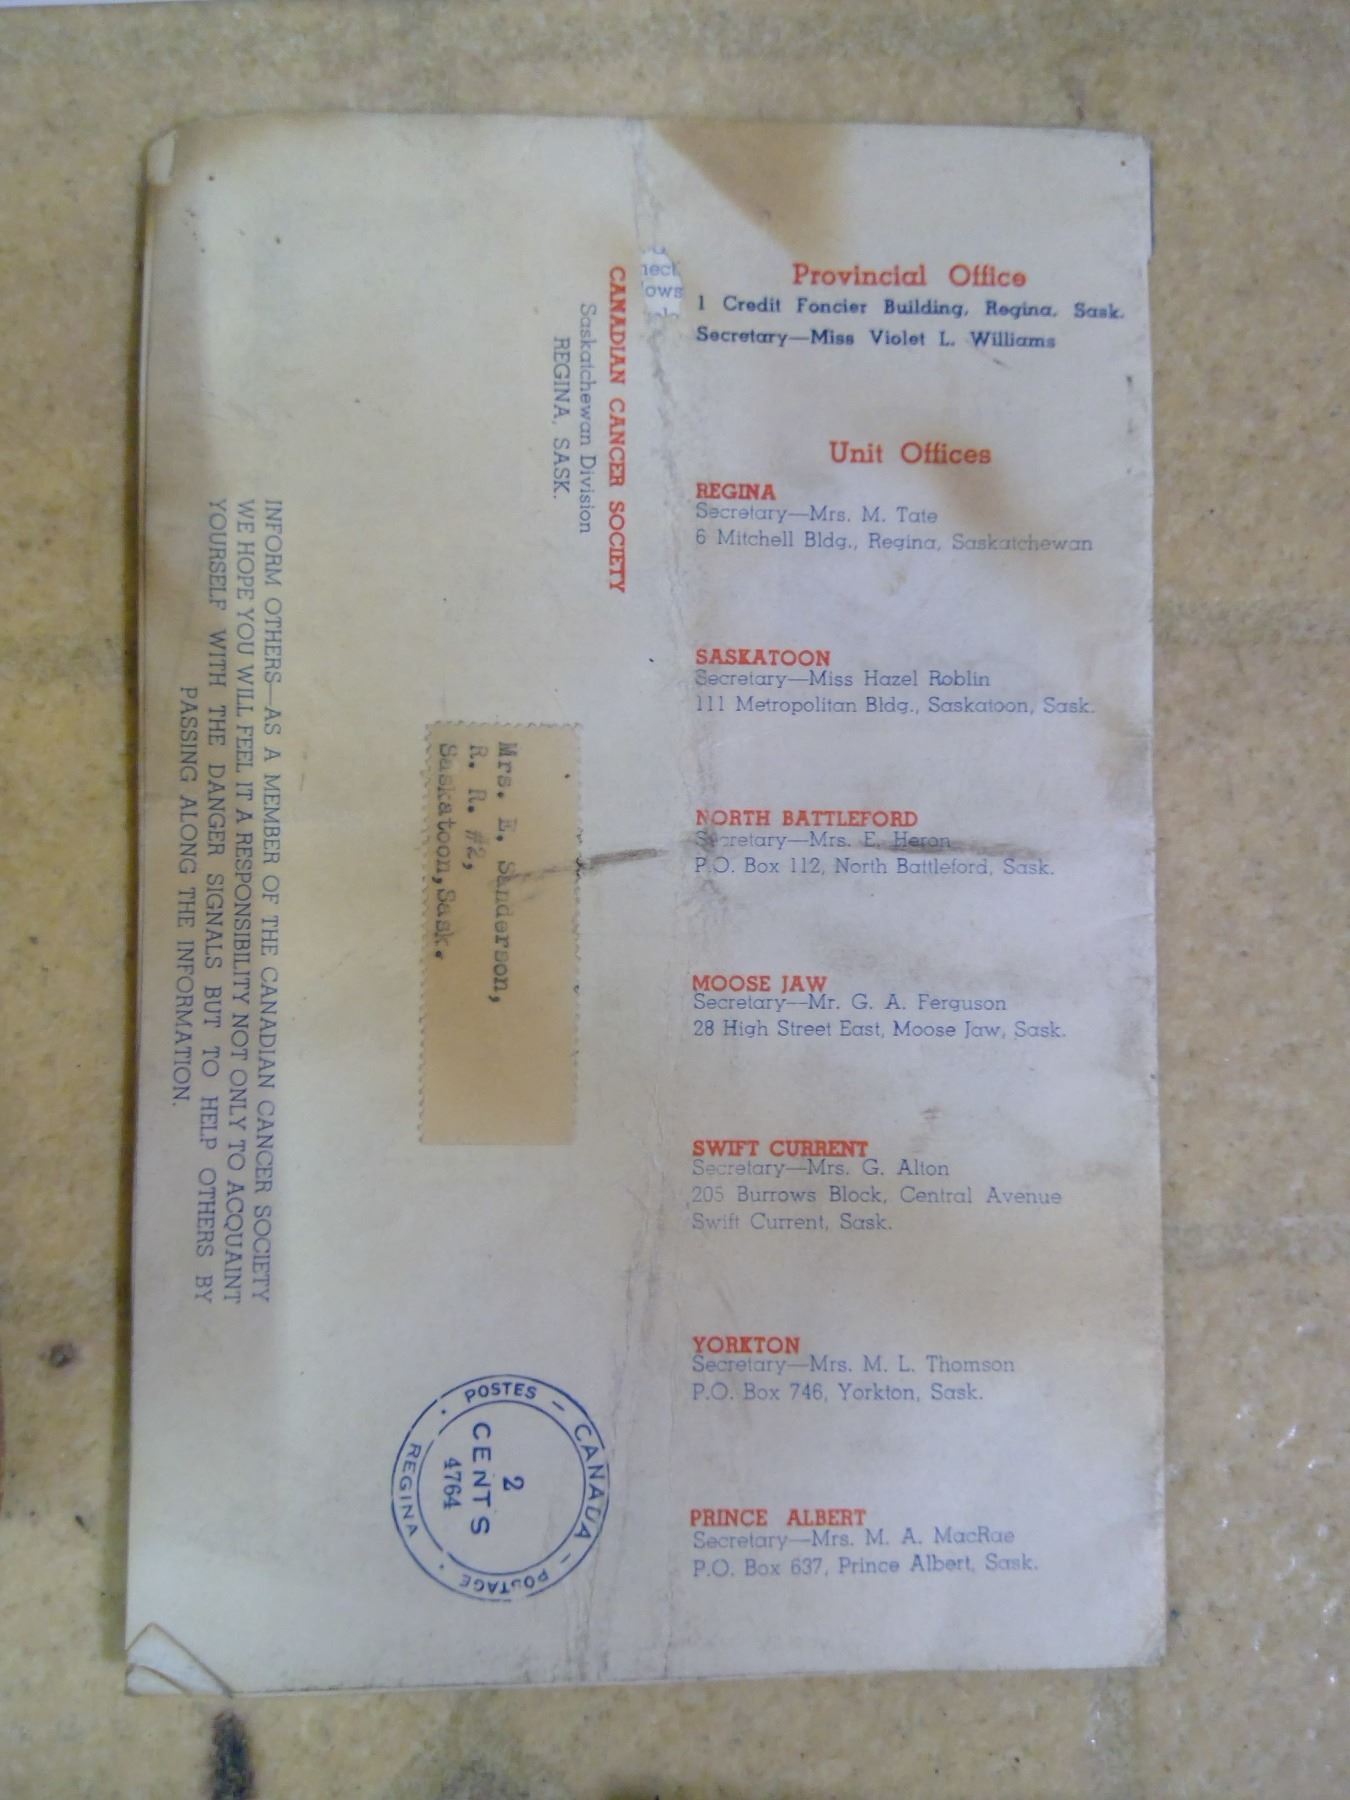 Provincial Office
1 Credit Foncier Building, Regina, Sask.
Secretary—Miss Violet L. Williams
Unit Offices
REGINA
Secretary—Mrs. M. Tate
6 Mitchell Bldg., Regina, Saskatchewan
SASKATOON
Secretary—Miss Hazel Roblin
111 Metropolitan Bldg., Saskatoon, Sask.
NORTH BATTLEFORD
Secretary—Mrs. E. Heron
P.O. Box 112, North Battleford, Sask.
MOOSE JAW
Secretary—Mr. G. A. Ferguson
28 High Street East, Moose Jaw, Sask.
SWIFT CURRENT
Secretary—Mrs. G. Alton
205 Burrows Block, Central Avenue
Swift Current, Sask.
YORKTON
Secretary—Mrs. M. L. Thomson
P.O. Box 746, Yorkton, Sask.
PRINCE ALBERT
Secretary—Mrs. M. A. MacRae
P.O. Box 637, Prince Albert, Sask.
CANADIAN CANCER SOCIETY
Saskatchewan Division
REGINA, SASK.
POSTES – CANADA – POSTAGE
2
CENTS
4764
REGINA
Mrs. E. Sanderson,
R. R. #2,
Saskatoon, Sask.
INFORM OTHERS—AS A MEMBER OF THE CANADIAN CANCER SOCIETY
WE HOPE YOU WILL FEEL IT A RESPONSIBILITY NOT ONLY TO ACQUAINT
YOURSELF WITH THE DANGER SIGNALS BUT TO HELP OTHERS BY
PASSING ALONG THE INFORMATION.